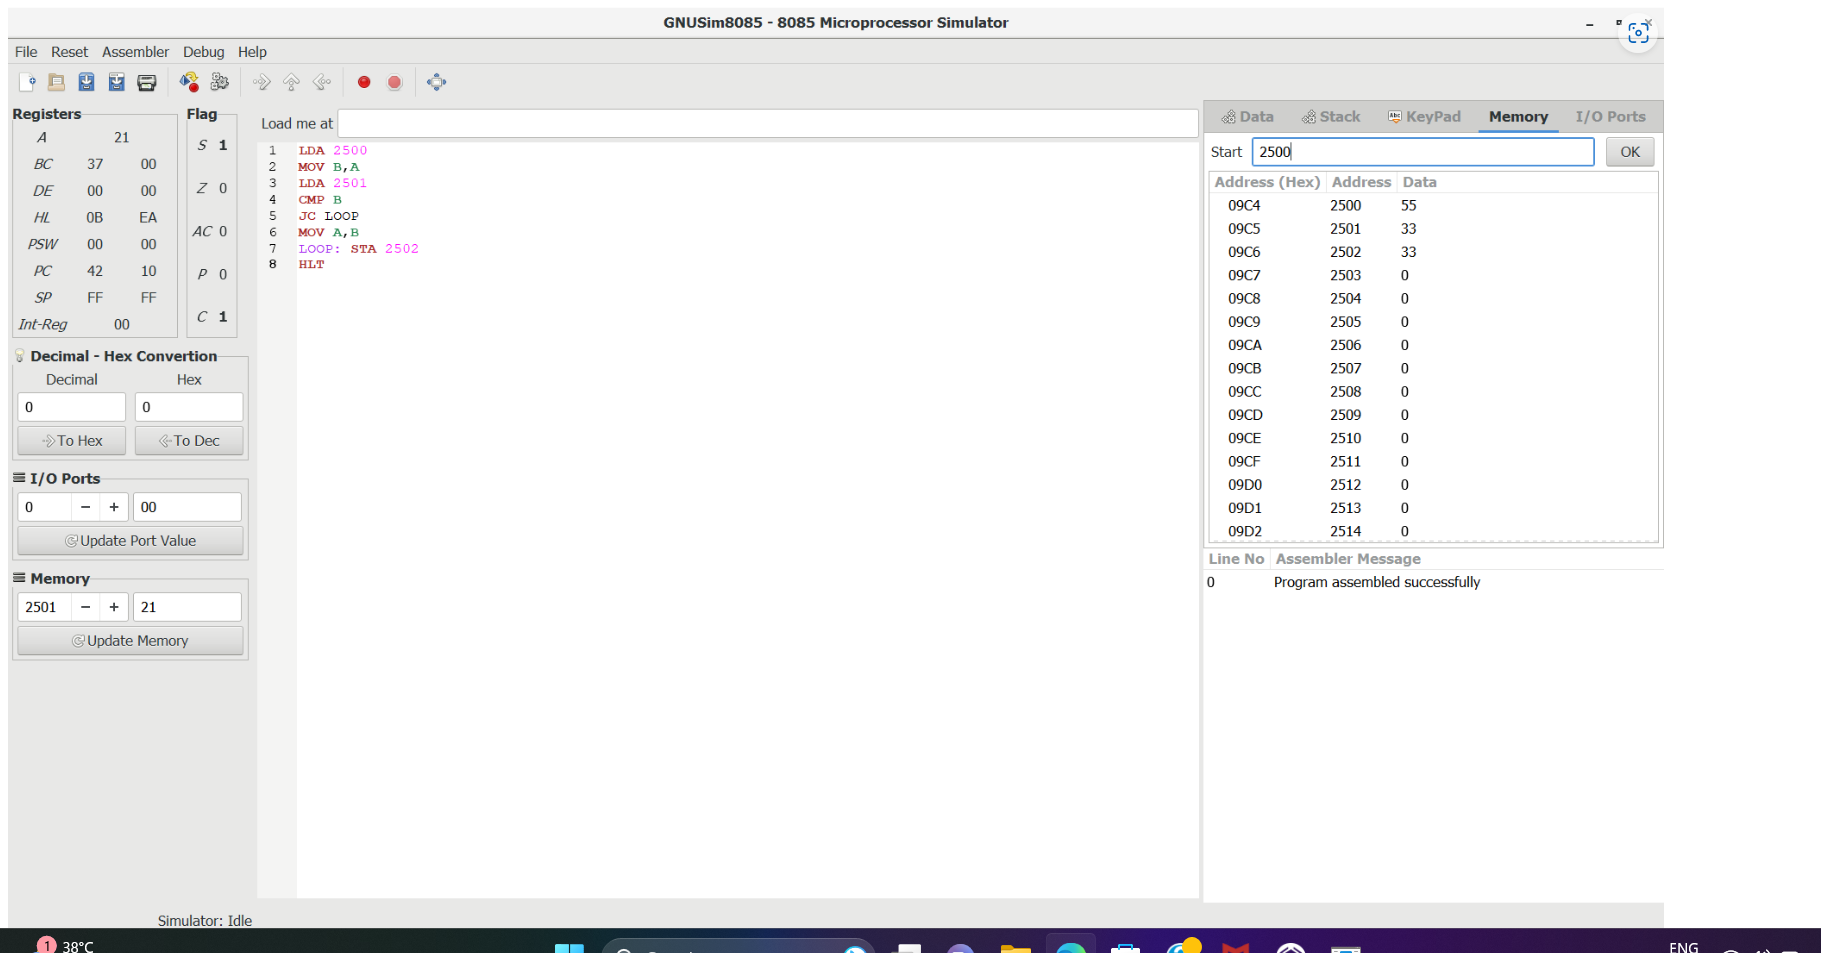 GNUSim8085 - 8085 Microprocessor Simulator
File Reset Assembler Debug Help
Registers
A 21
BC 37 00
DE 00 00
HL 0B EA
PSW 00 00
PC 42 10
SP FF FF
Int-Reg 00
Flag
S 1
Z 0
AC 0
P 0
C 1
Decimal - Hex Convertion
Decimal Hex
0 0
To Hex To Dec
I/O Ports
0 − + 00
Update Port Value
Memory
2501 − + 21
Update Memory
Load me at
1 LDA 2500
2 MOV B,A
3 LDA 2501
4 CMP B
5 JC LOOP
6 MOV A,B
7 LOOP: STA 2502
8 HLT
Data Stack KeyPad Memory I/O Ports
Start 2500 OK
Address (Hex) Address Data
09C4 2500 55
09C5 2501 33
09C6 2502 33
09C7 2503 0
09C8 2504 0
09C9 2505 0
09CA 2506 0
09CB 2507 0
09CC 2508 0
09CD 2509 0
09CE 2510 0
09CF 2511 0
09D0 2512 0
09D1 2513 0
09D2 2514 0
Line No Assembler Message
0 Program assembled successfully
Simulator: Idle
1 38°C
ENG